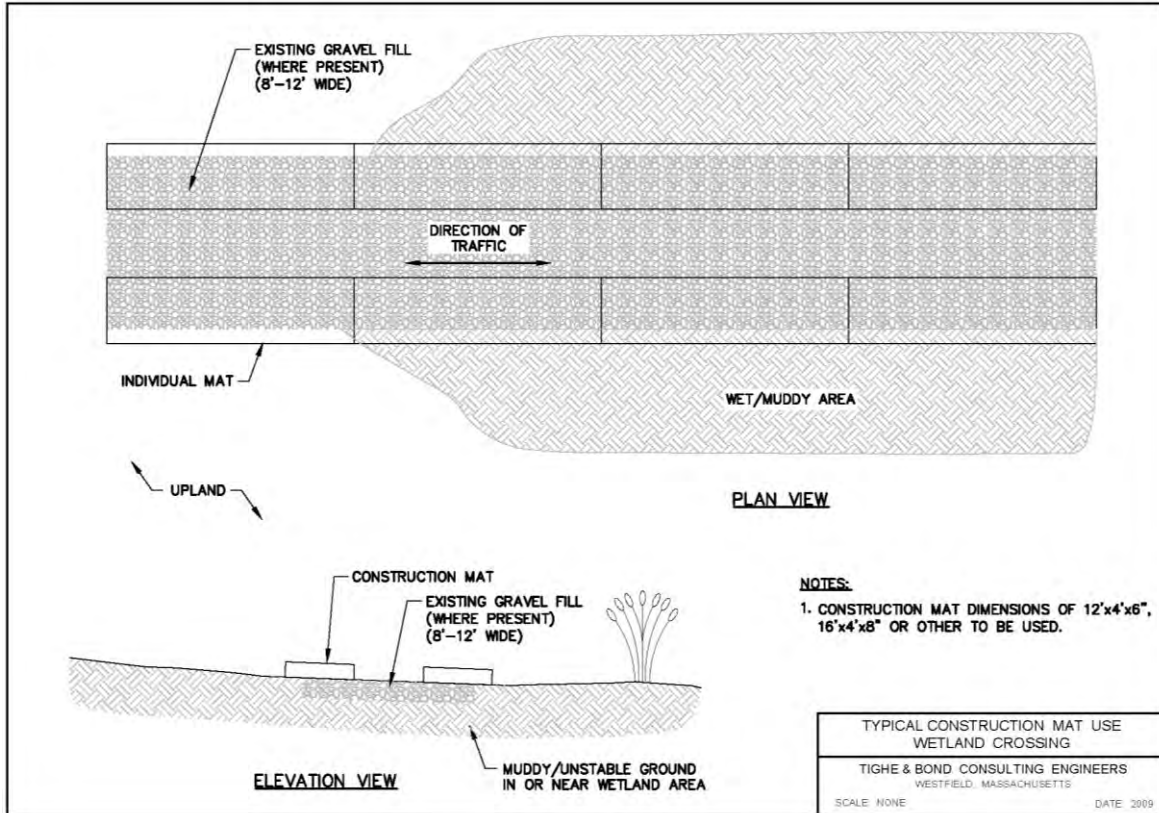 EXISTING GRAVEL FILL
(WHERE PRESENT)
(8'-12' WIDE)
DIRECTION OF
TRAFFIC
INDIVIDUAL MAT
WET/MUDDY AREA
UPLAND
PLAN VIEW
CONSTRUCTION MAT
EXISTING GRAVEL FILL
(WHERE PRESENT)
(8'-12' WIDE)
NOTES:
1. CONSTRUCTION MAT DIMENSIONS OF 12'x4'x6",
16'x4'x8" OR OTHER TO BE USED.
MUDDY/UNSTABLE GROUND
IN OR NEAR WETLAND AREA
ELEVATION VIEW
TYPICAL CONSTRUCTION MAT USE
WETLAND CROSSING
TIGHE & BOND CONSULTING ENGINEERS
WESTFIELD, MASSACHUSETTS
SCALE NONE DATE 2009